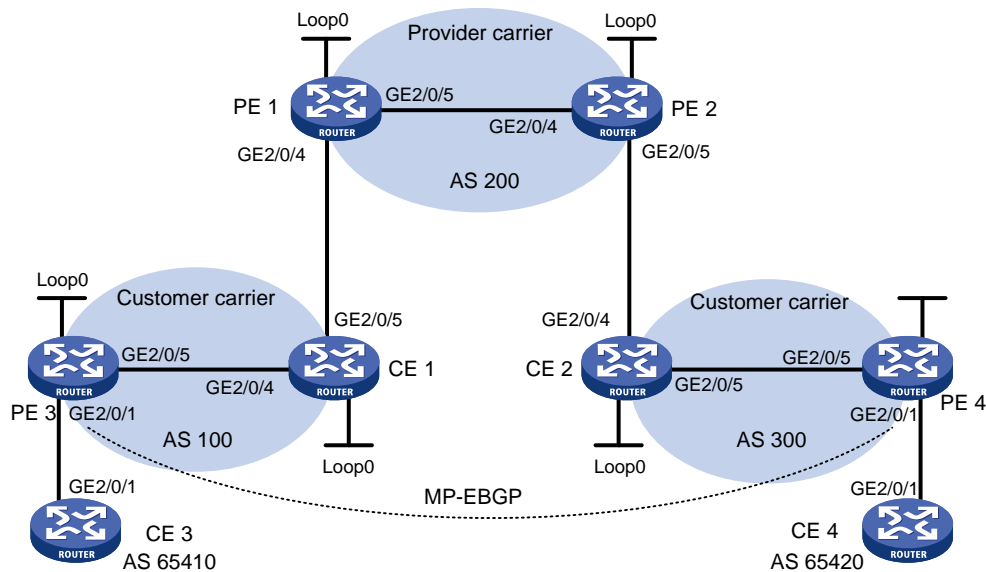 Loop0
Loop0
Provider carrier
PE 1
GE2/0/5
GE2/0/4
PE 2
ROUTER
ROUTER
GE2/0/4
GE2/0/5
AS 200
Loop0
Customer carrier
Customer carrier
GE2/0/5
GE2/0/4
GE2/0/5
GE2/0/4
CE 1
CE 2
GE2/0/5
GE2/0/5
ROUTER
ROUTER
ROUTER
ROUTER
PE 3
GE2/0/1
PE 4
GE2/0/1
AS 100
AS 300
Loop0
Loop0
GE2/0/1
MP-EBGP
GE2/0/1
CE 3
CE 4
ROUTER
ROUTER
AS 65410
AS 65420